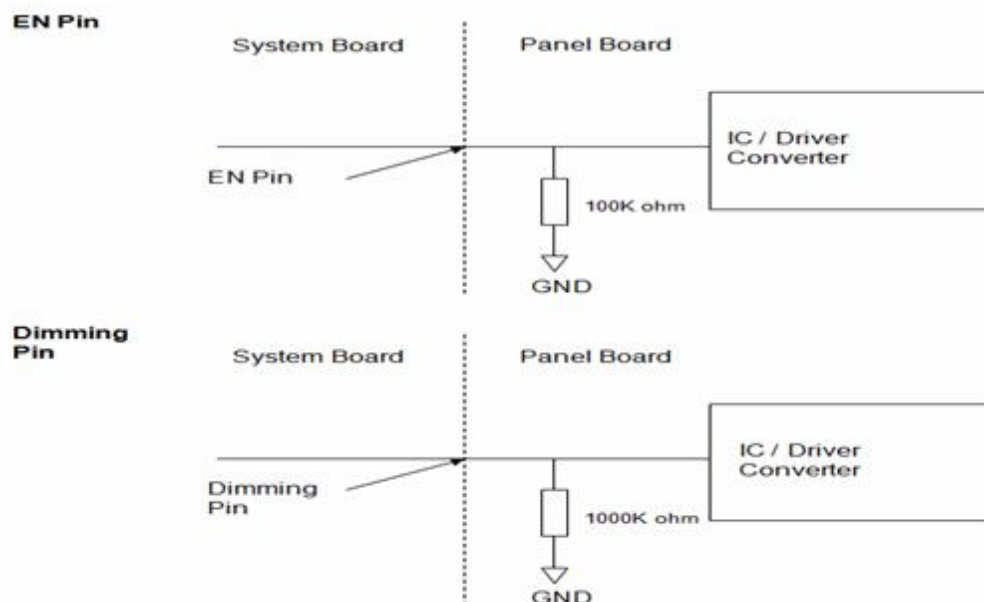 EN Pin
System Board Panel Board
IC / Driver
Converter
EN Pin
100K ohm
GND
Dimming
Pin
System Board Panel Board
IC / Driver
Converter
Dimming
Pin
1000K ohm
GND